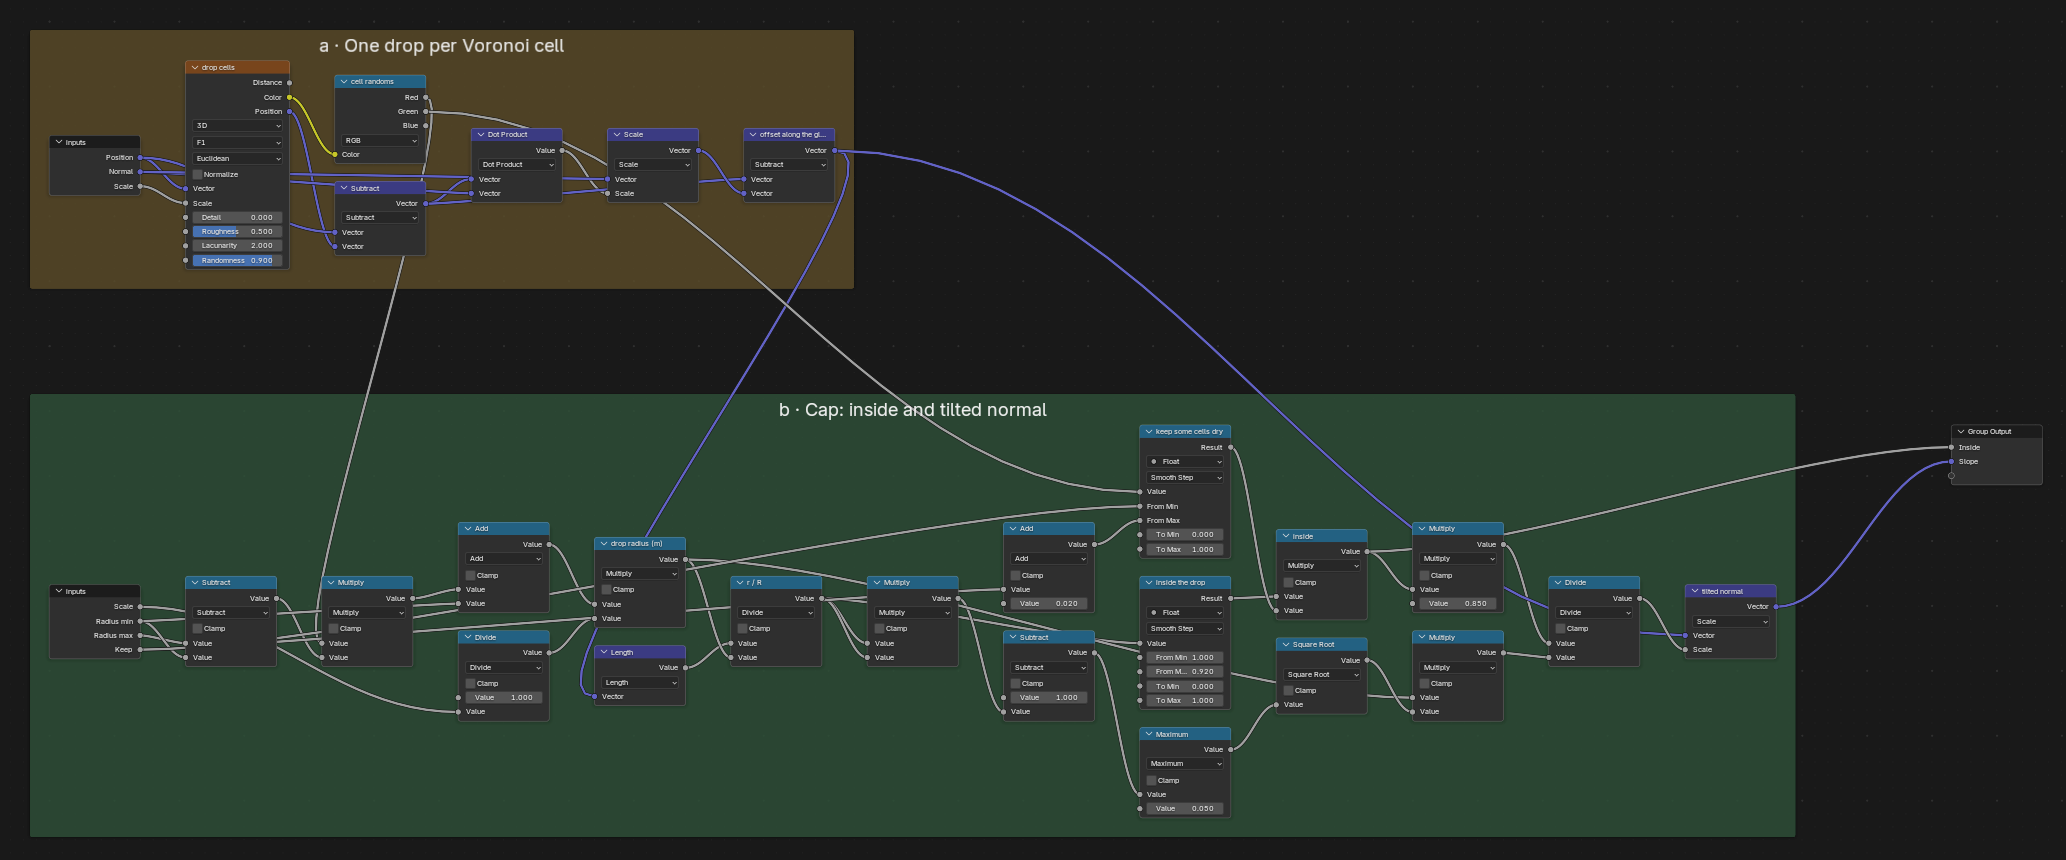 a · One drop per Voronoi cell
drop cells
Distance
Color
Position
3D
F1
Euclidean
Normalize
Vector
Scale
Detail 0.000
Roughness 0.500
Lacunarity 2.000
Randomness 0.900
Inputs
Position
Normal
Scale
cell randoms
Red
Green
Blue
RGB
Color
Subtract
Vector
Subtract
Vector
Vector
Dot Product
Value
Dot Product
Vector
Vector
Scale
Vector
Scale
Vector
Scale
offset along the gl...
Vector
Subtract
Vector
Vector
b · Cap: inside and tilted normal
Inputs
Scale
Radius min
Radius max
Keep
Subtract
Value
Subtract
Clamp
Value
Value
Multiply
Value
Multiply
Clamp
Value
Value
Add
Value
Add
Clamp
Value
Value
Divide
Value
Divide
Clamp
Value 1.000
Value
drop radius (m)
Value
Multiply
Clamp
Value
Value
Length
Value
Length
Vector
r / R
Value
Divide
Clamp
Value
Value
Multiply
Value
Multiply
Clamp
Value
Value
Add
Value
Add
Clamp
Value
Value 0.020
Subtract
Value
Subtract
Clamp
Value 1.000
Value
keep some cells dry
Result
Float
Smooth Step
Value
From Min
From Max
To Min 0.000
To Max 1.000
inside the drop
Result
Float
Smooth Step
Value
From Min 1.000
From M... 0.920
To Min 0.000
To Max 1.000
Maximum
Value
Maximum
Clamp
Value
Value 0.050
inside
Value
Multiply
Clamp
Value
Value
Square Root
Value
Square Root
Clamp
Value
Multiply
Value
Multiply
Clamp
Value
Value 0.850
Multiply
Value
Multiply
Clamp
Value
Value
Divide
Value
Divide
Clamp
Value
Value
tilted normal
Vector
Scale
Vector
Scale
Group Output
Inside
Slope